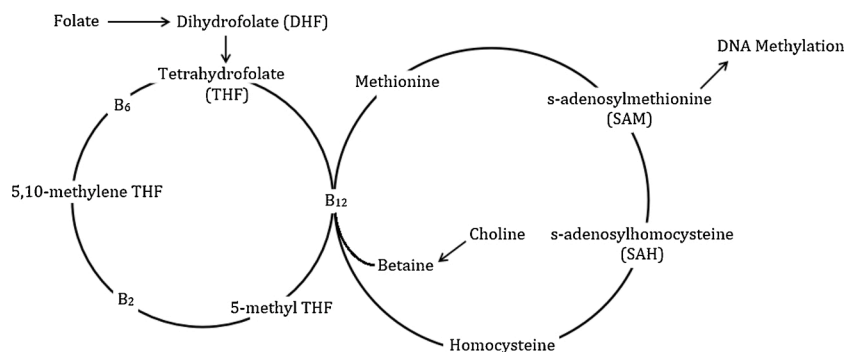 Folate
Dihydrofolate (DHF)
DNA Methylation
Tetrahydrofolate
(THF)
Methionine
s-adenosylmethionine
(SAM)
B₆
5,10-methylene THF
B₁₂
Choline
s-adenosylhomocysteine
(SAH)
Betaine
B₂
5-methyl THF
Homocysteine